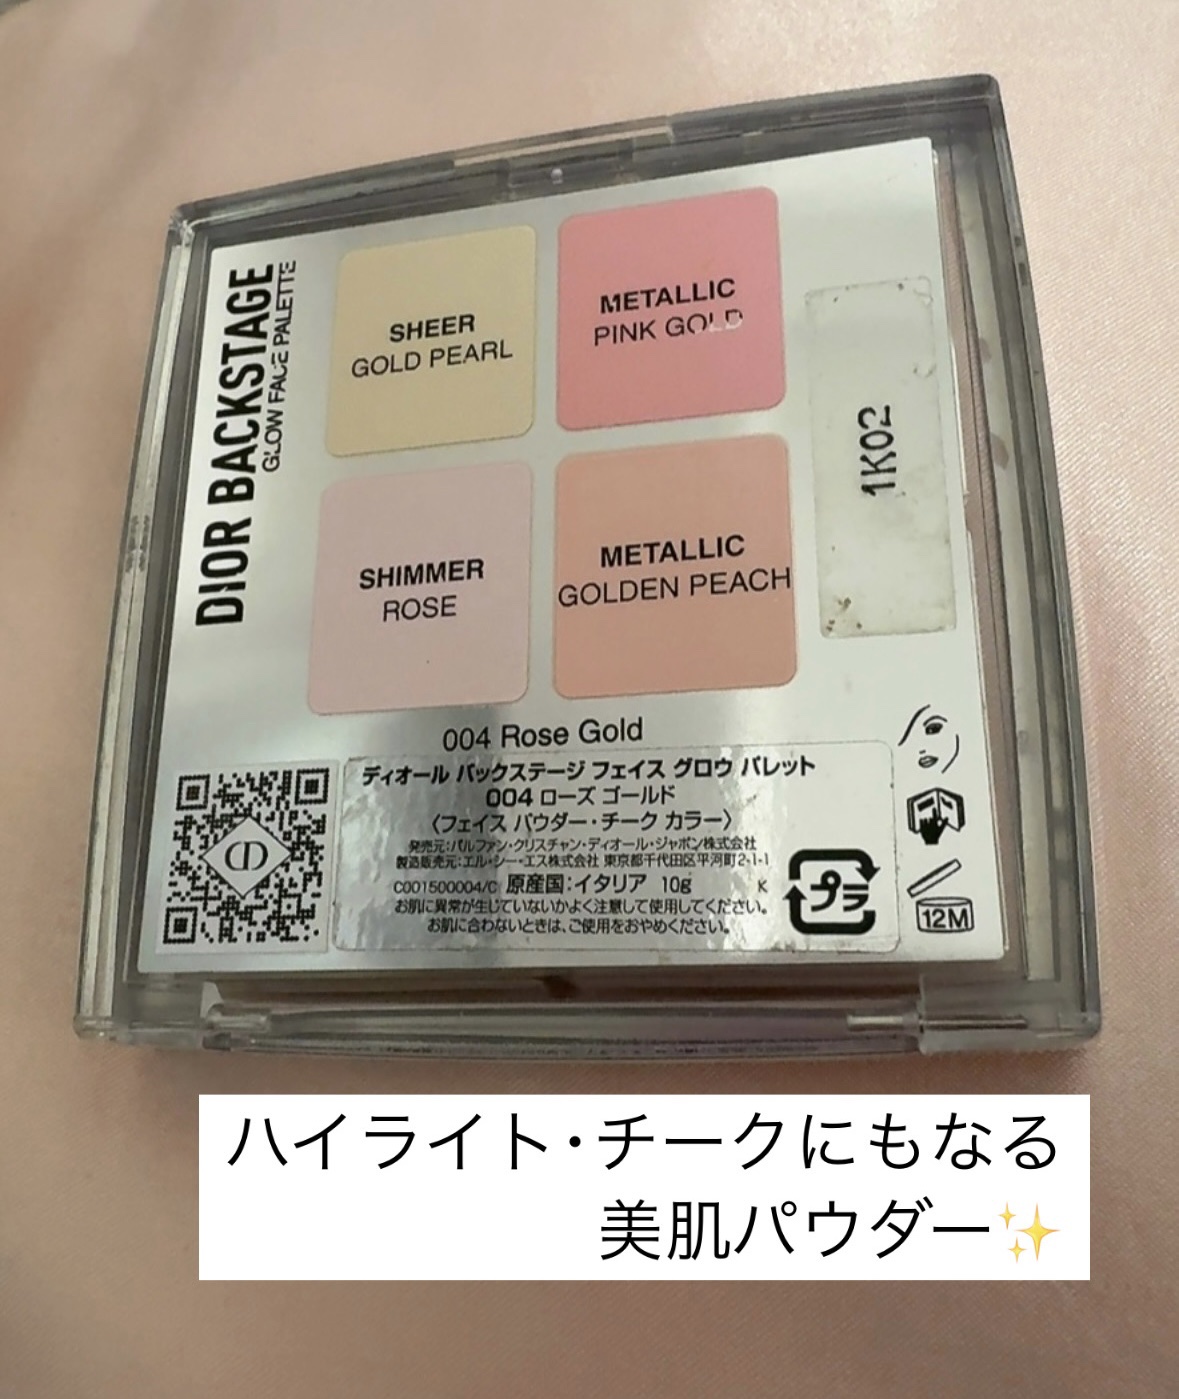 DIOR BACKSTAGE
GLOW FACE PALETTE
SHEER
GOLD PEARL
METALLIC
PINK GOLD
SHIMMER
ROSE
METALLIC
GOLDEN PEACH
1K02
004 Rose Gold
ディオール バックステージ フェイス グロウ パレット
004 ローズ ゴールド
〈フェイス パウダー・チーク カラー〉
発売元:パルファン・クリスチャン・ディオール・ジャポン株式会社
製造販売元:エル・シー・エス株式会社 東京都千代田区平河町2-1-1
C001500004/C 原産国:イタリア 10g K
お肌に異常が生じていないかよく注意して使用してください。
お肌に合わないときは、ご使用をおやめください。
プラ
12M
CD
ハイライト・チークにもなる
美肌パウダー✨